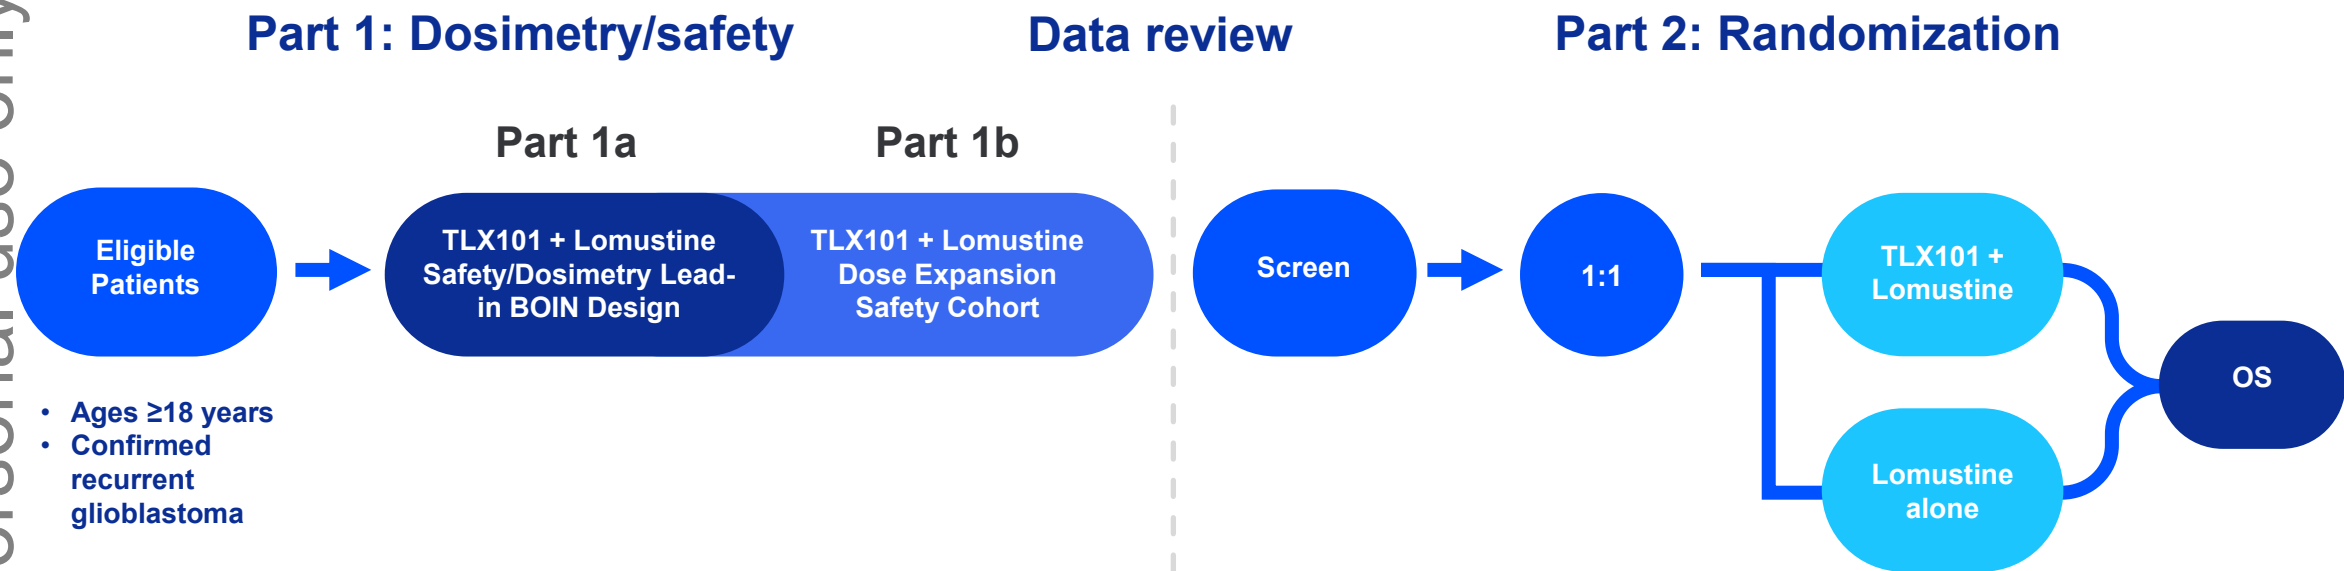 Part 1: Dosimetry/safety
Data review
Part 2: Randomization
Part 1a
Part 1b
Eligible
Patients
TLX101 + Lomustine
Safety/Dosimetry Lead-
in BOIN Design
TLX101 + Lomustine
Dose Expansion
Safety Cohort
Screen
1:1
TLX101 +
Lomustine
Lomustine
alone
OS
• Ages ≥18 years
• Confirmed
recurrent
glioblastoma